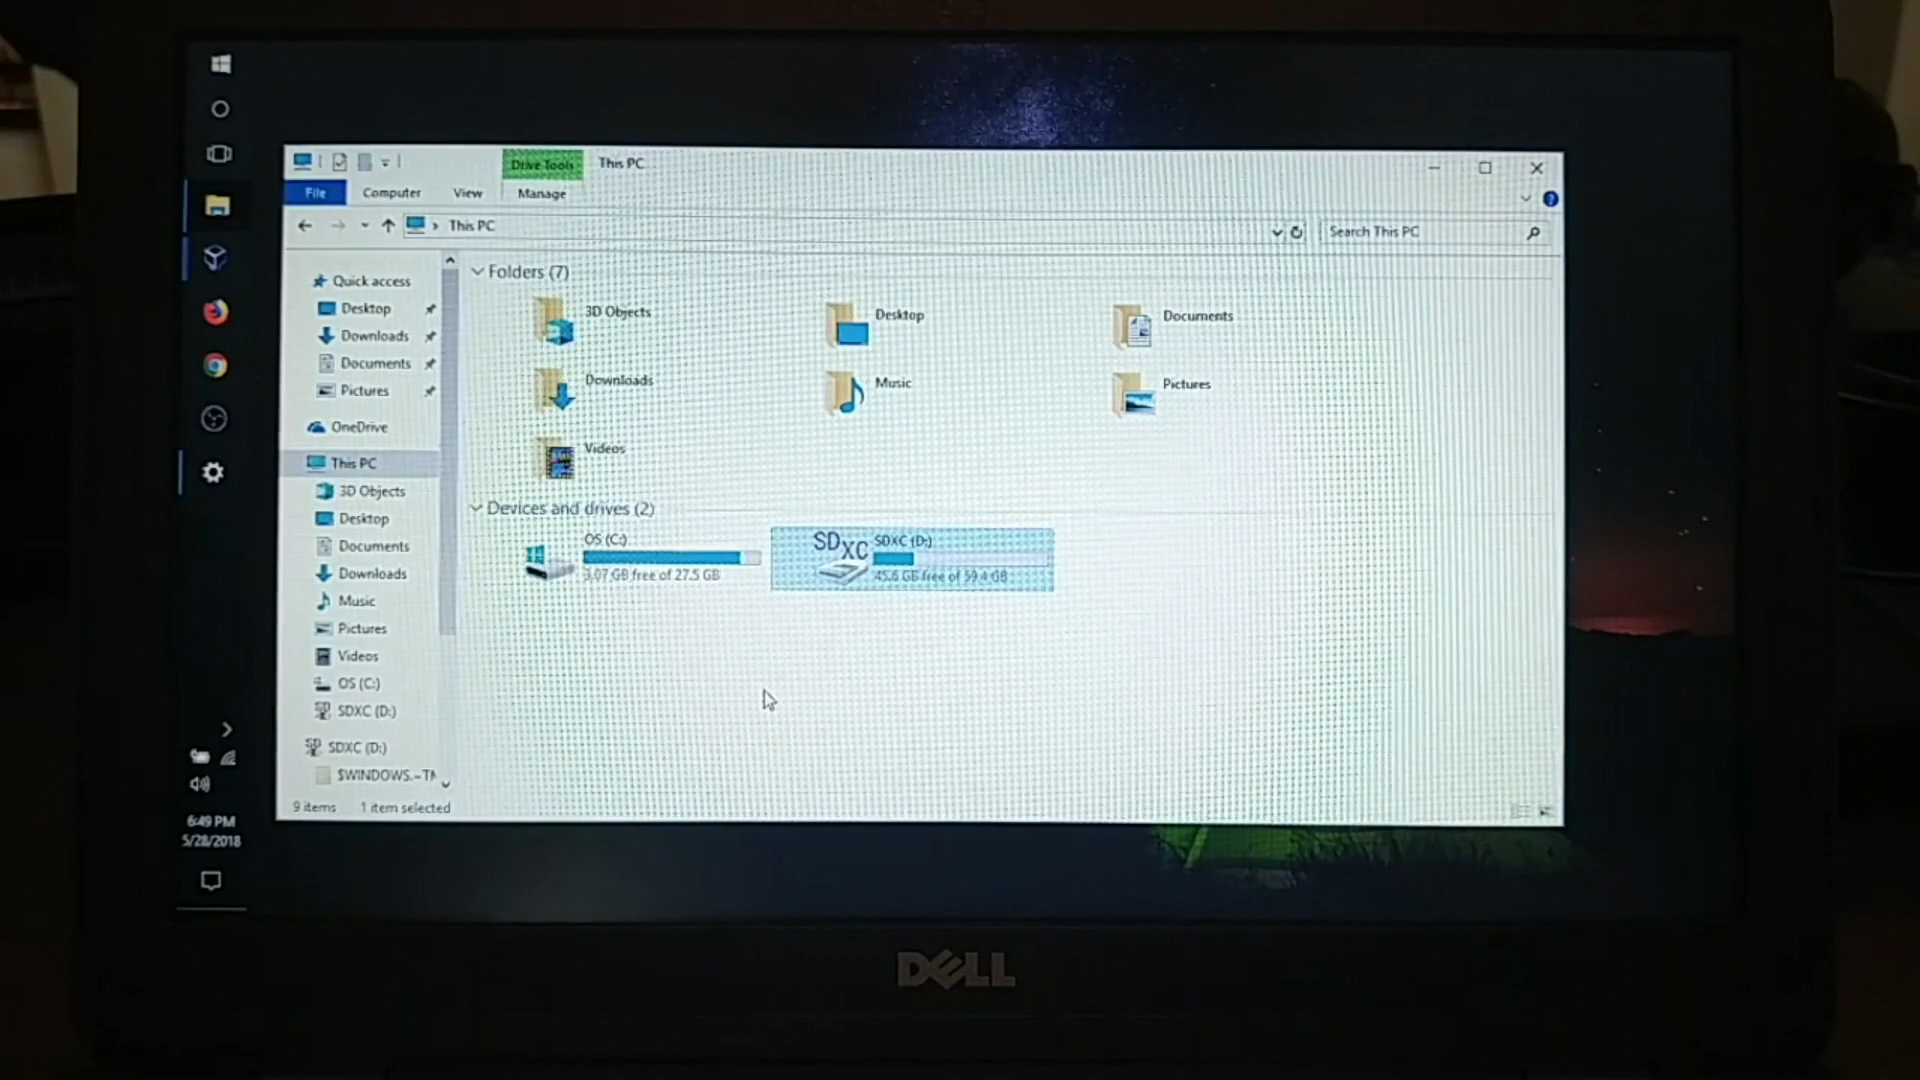 Drive Tools
This PC
File
Computer
View
Manage
This PC
Search This PC
Quick access
Desktop
Downloads
Documents
Pictures
OneDrive
This PC
3D Objects
Desktop
Documents
Downloads
Music
Pictures
Videos
OS (C:)
SDXC (D:)
SDXC (D:)
$WINDOWS.~TM
9 items
1 item selected
Folders (7)
3D Objects
Desktop
Documents
Downloads
Music
Pictures
Videos
Devices and drives (2)
OS (C:)
3.07 GB free of 27.5 GB
SDXC
SDXC (D:)
45.6 GB free of 59.4 GB
6:49 PM
5/28/2018
DELL